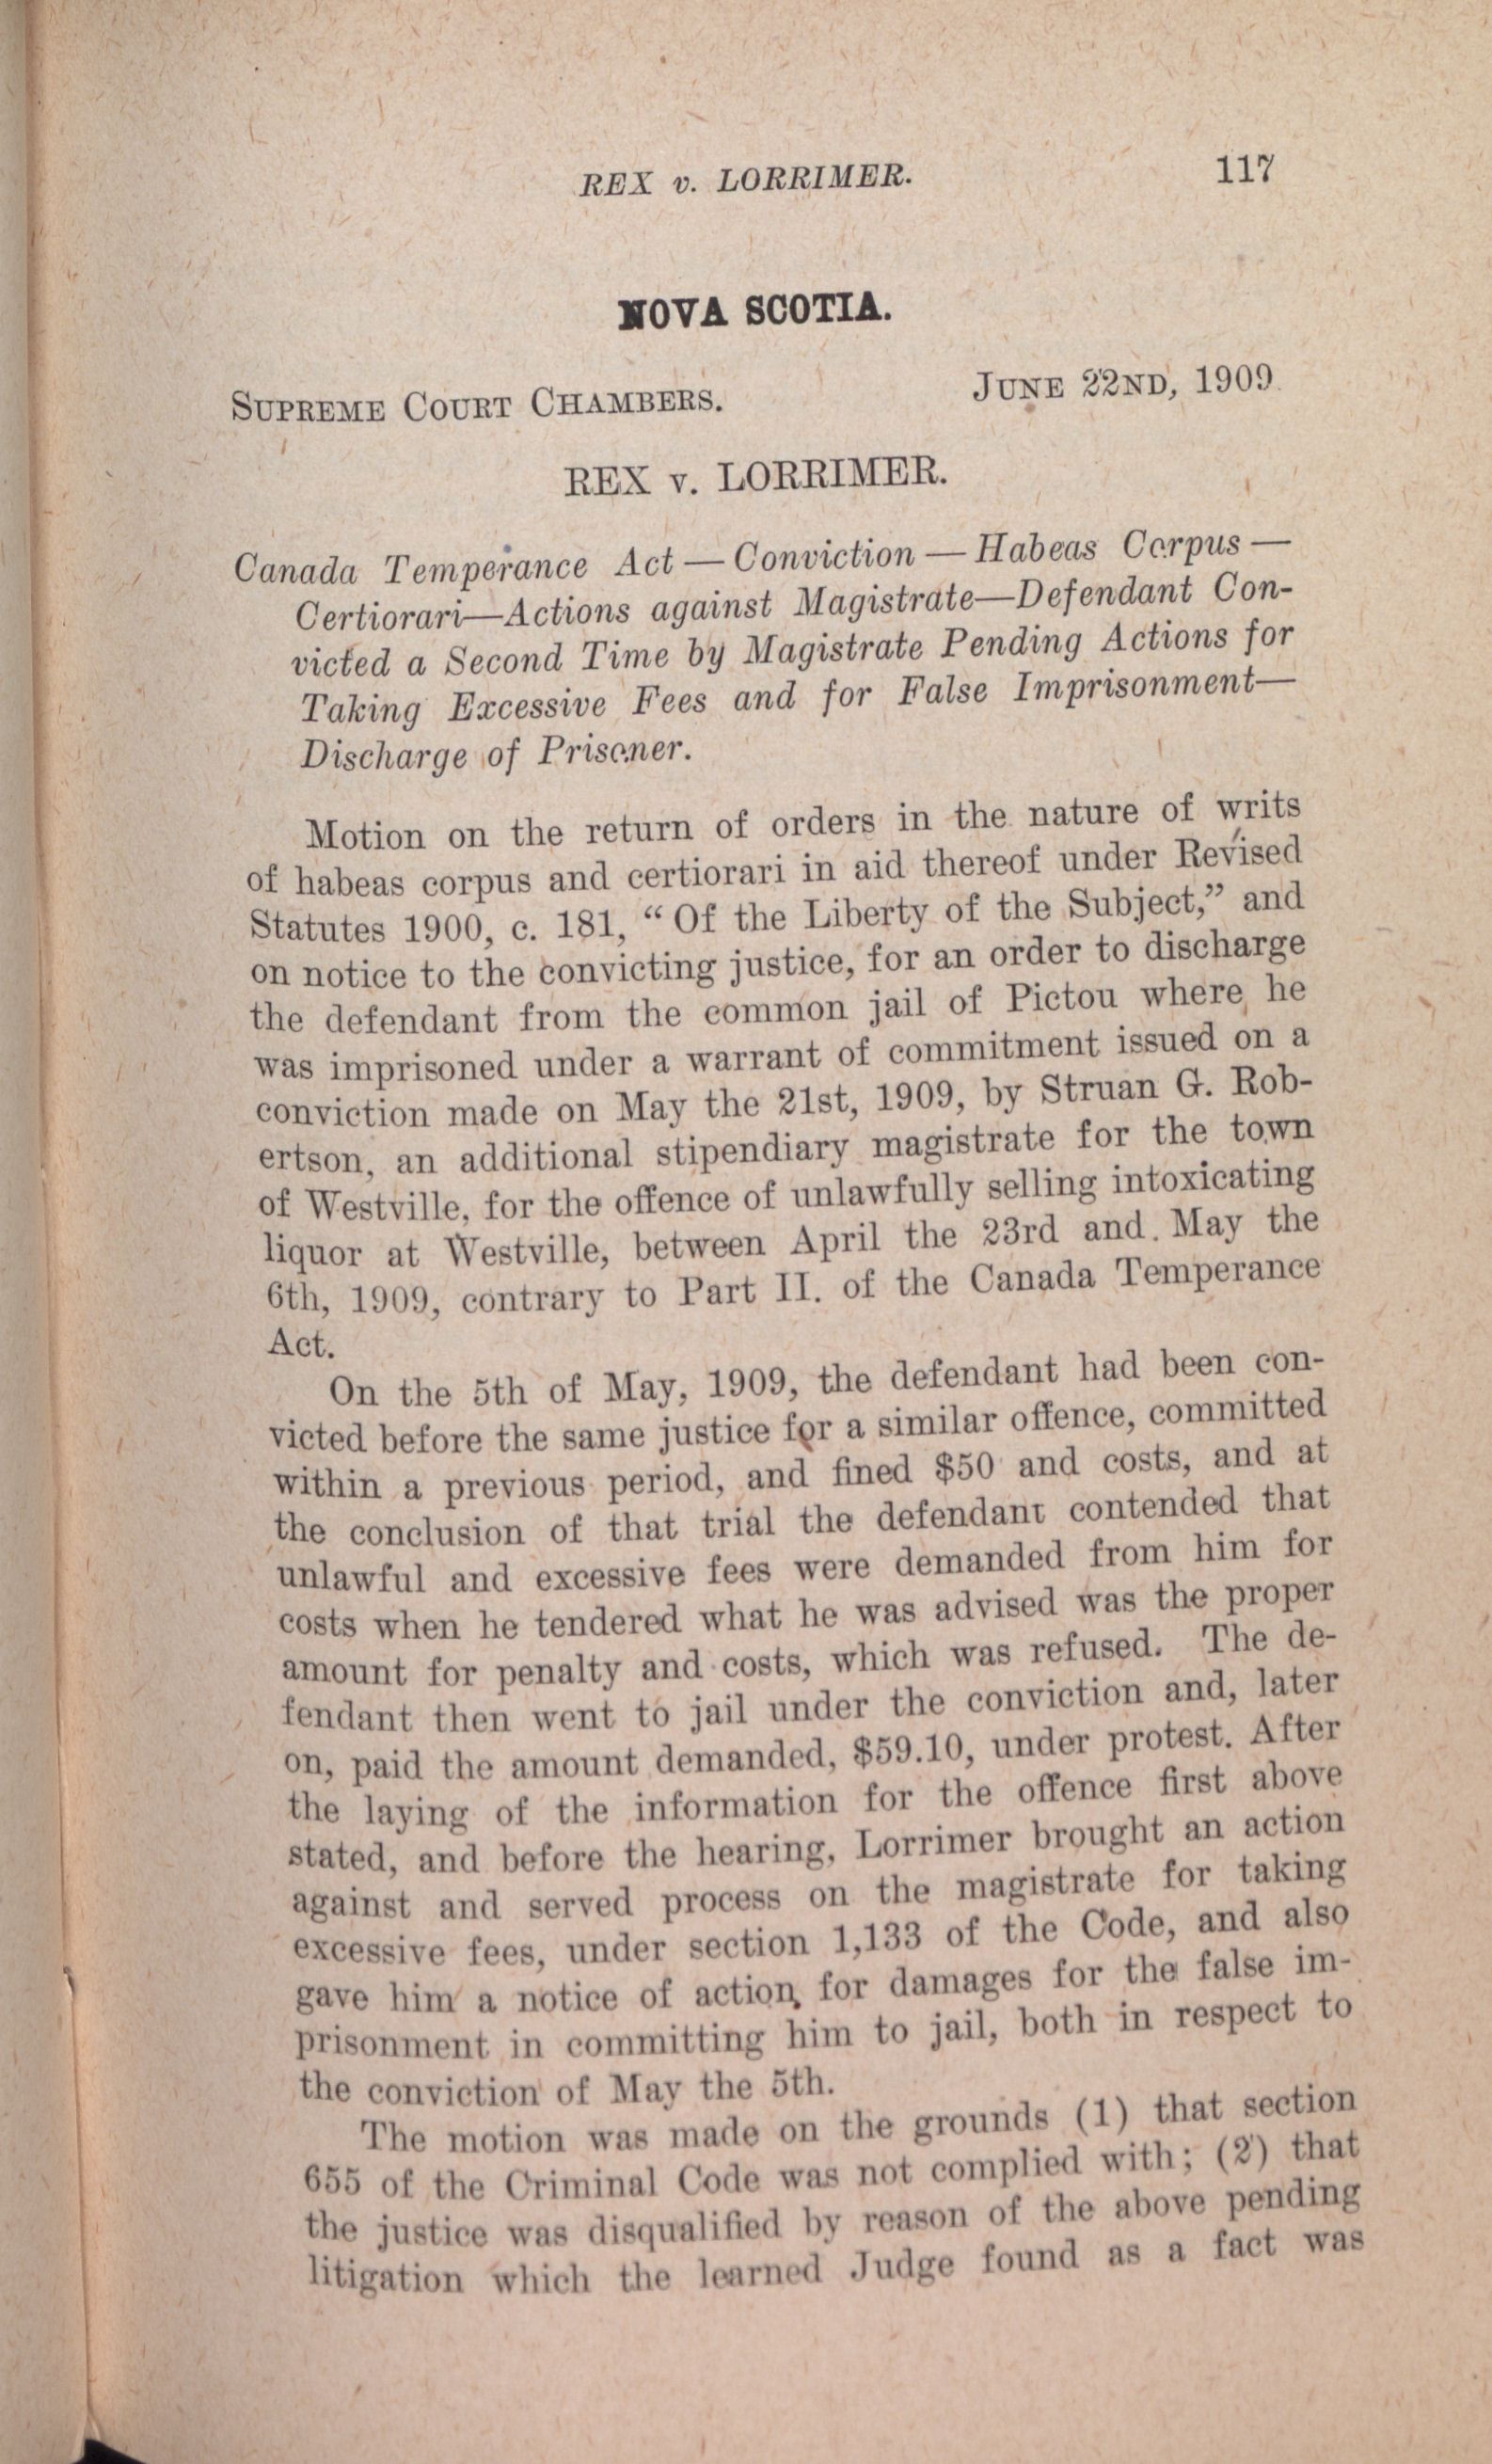 REX v. LORRIMER. 117
NOVA SCOTIA.
SUPREME COURT CHAMBERS. JUNE 22ND, 1909
REX v. LORRIMER.
Canada Temperance Act — Conviction — Habeas Corpus —
Certiorari—Actions against Magistrate—Defendant Con-
victed a Second Time by Magistrate Pending Actions for
Taking Excessive Fees and for False Imprisonment—
Discharge of Prisoner.
Motion on the return of orders in the nature of writs
of habeas corpus and certiorari in aid thereof under Revised
Statutes 1900, c. 181, “ Of the Liberty of the Subject,” and
on notice to the convicting justice, for an order to discharge
the defendant from the common jail of Pictou where he
was imprisoned under a warrant of commitment issued on a
conviction made on May the 21st, 1909, by Struan G. Rob-
ertson, an additional stipendiary magistrate for the town
of Westville, for the offence of unlawfully selling intoxicating
liquor at Westville, between April the 23rd and May the
6th, 1909, contrary to Part II. of the Canada Temperance
Act.
On the 5th of May, 1909, the defendant had been con-
victed before the same justice for a similar offence, committed
within a previous period, and fined $50 and costs, and at
the conclusion of that trial the defendant contended that
unlawful and excessive fees were demanded from him for
costs when he tendered what he was advised was the proper
amount for penalty and costs, which was refused. The de-
fendant then went to jail under the conviction and, later
on, paid the amount demanded, $59.10, under protest. After
the laying of the information for the offence first above
stated, and before the hearing, Lorrimer brought an action
against and served process on the magistrate for taking
excessive fees, under section 1,133 of the Code, and also
gave him a notice of action for damages for the false im-
prisonment in committing him to jail, both in respect to
the conviction of May the 5th.
The motion was made on the grounds (1) that section
655 of the Criminal Code was not complied with; (2) that
the justice was disqualified by reason of the above pending
litigation which the learned Judge found as a fact was